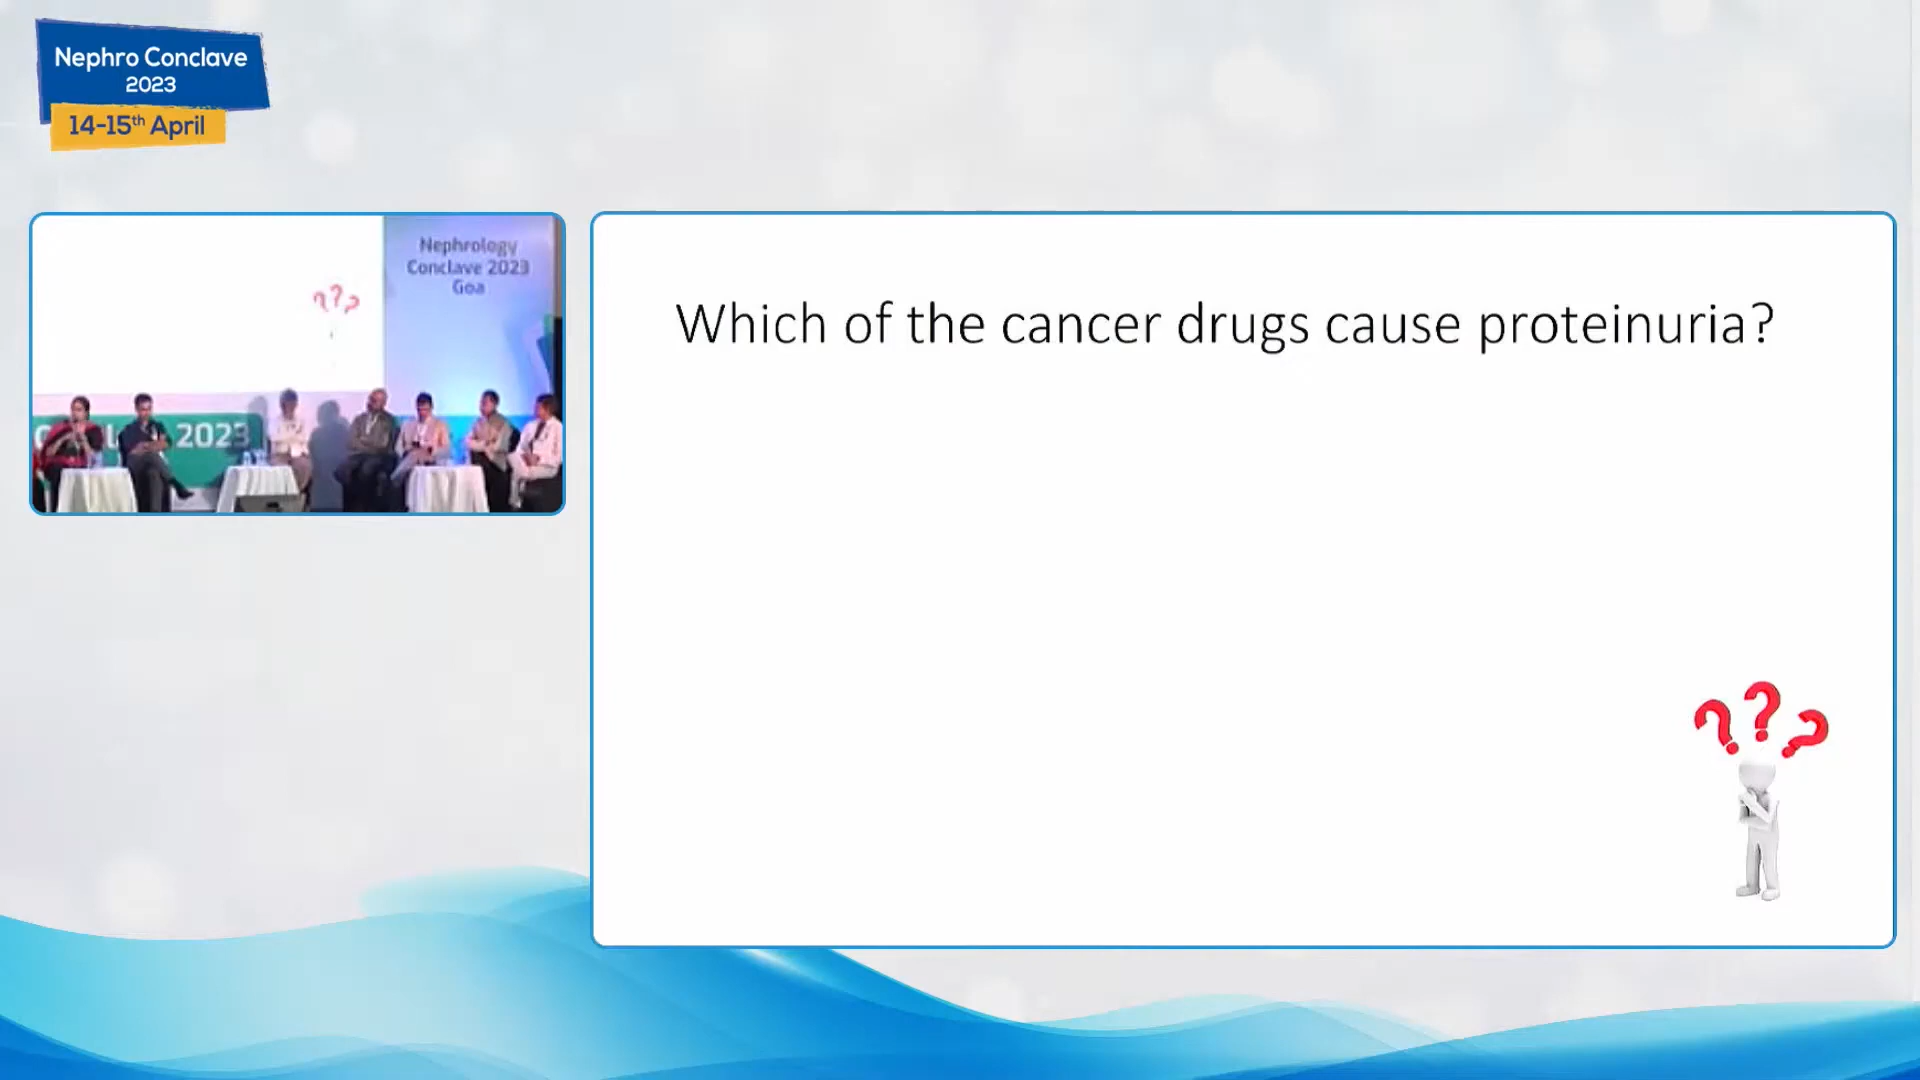 Nephro Conclave
2023
14-15th April
Nephrology
Conclave 2023
Goa
2023
Which of the cancer drugs cause proteinuria?
???